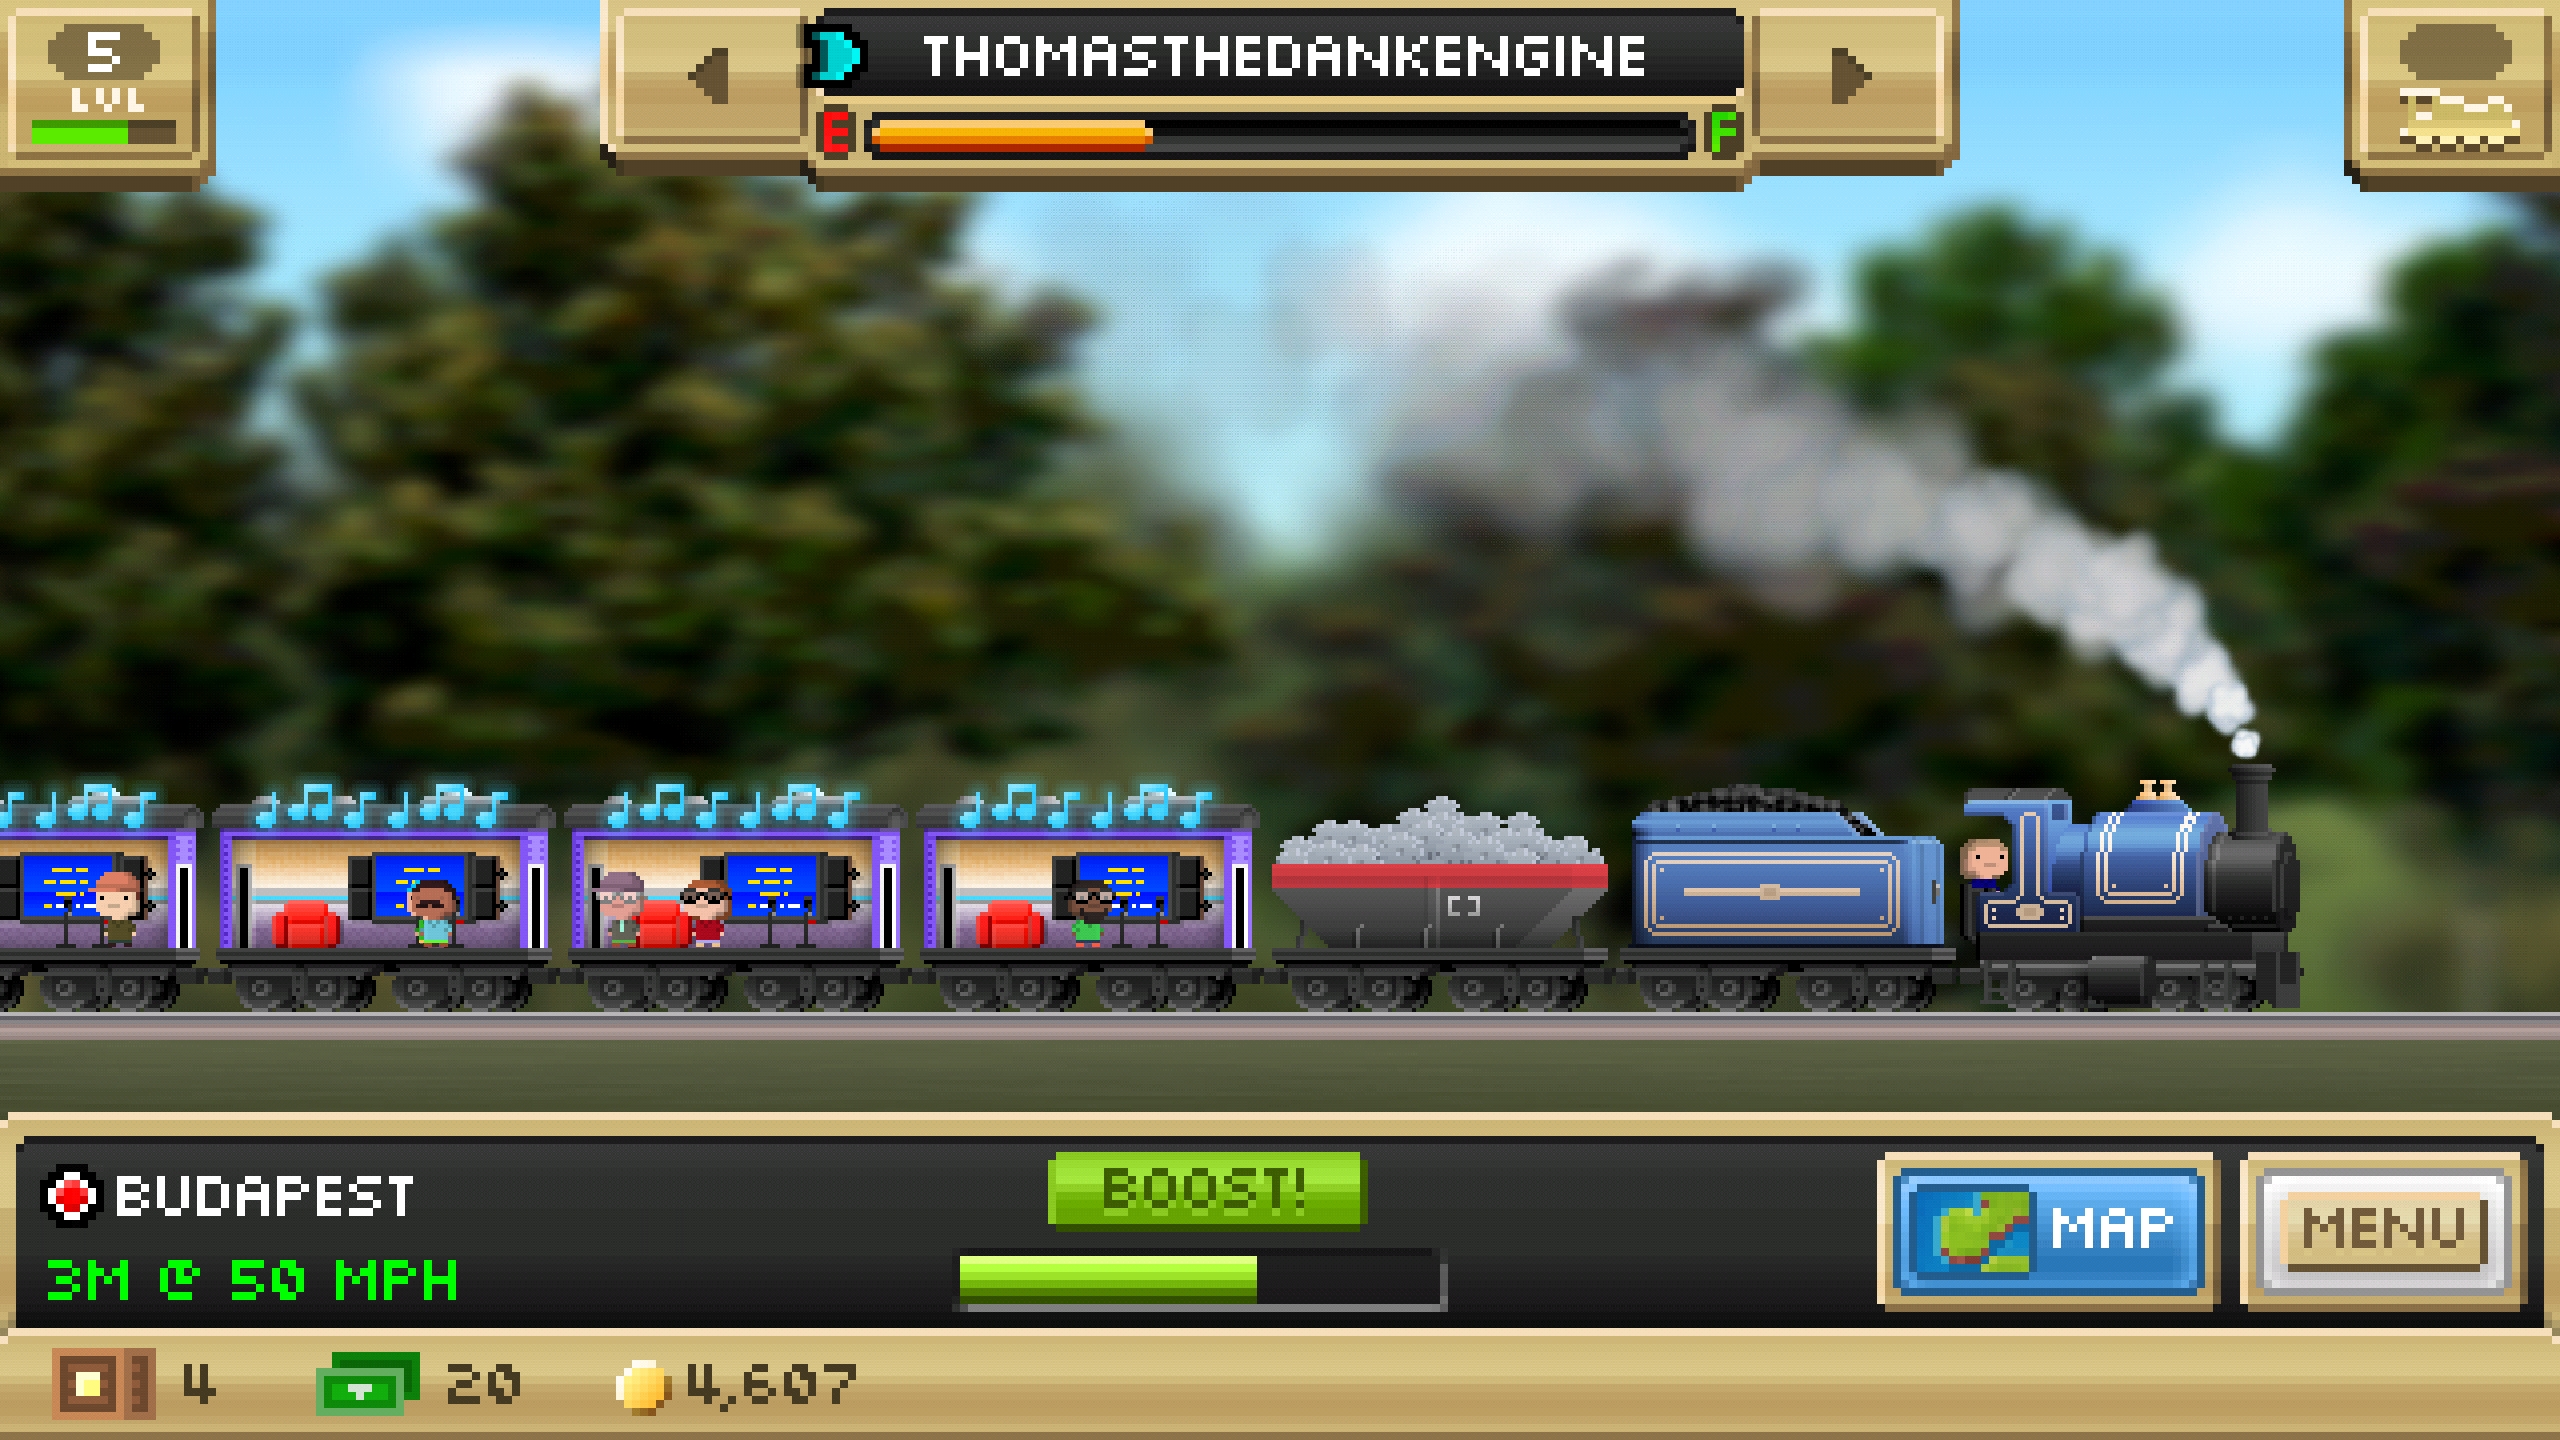 5
LVL
THOMASTHEDANKENGINE
E F
BUDAPEST
BOOST!
3M @ 50 MPH
MAP
MENU
4 20 4,607